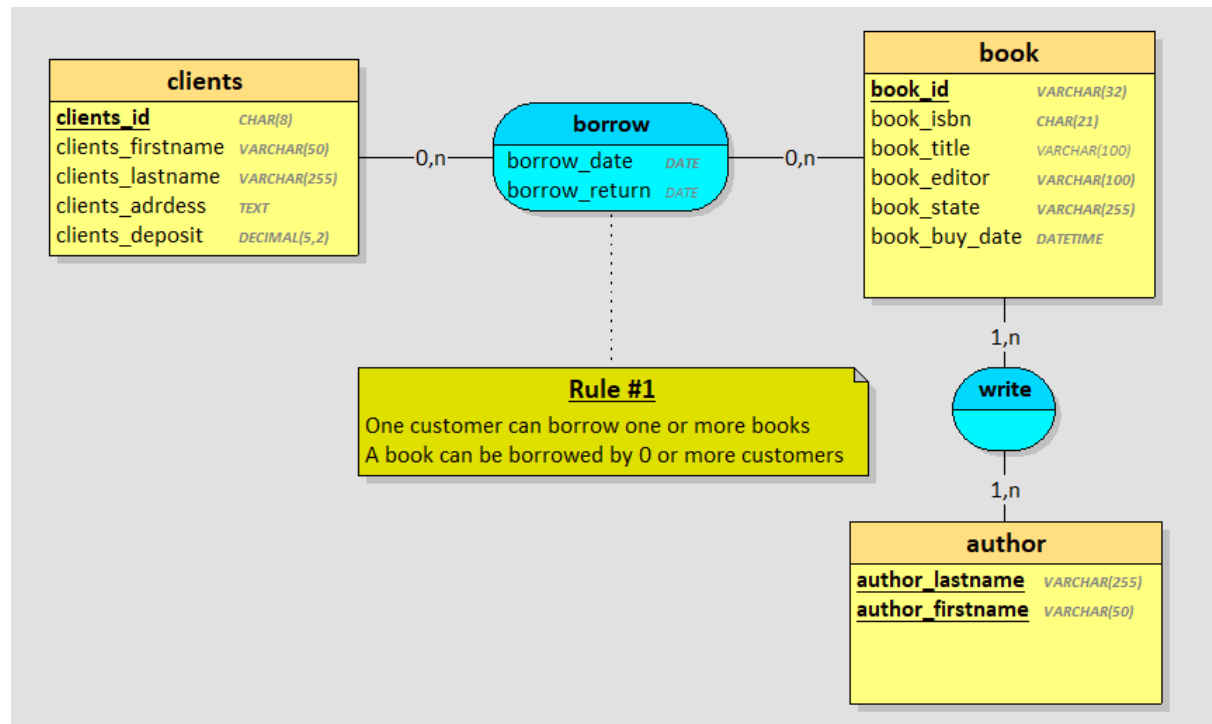 clients
clients_id CHAR(8)
clients_firstname VARCHAR(50)
clients_lastname VARCHAR(255)
clients_adrdess TEXT
clients_deposit DECIMAL(5,2)
0,n
borrow
borrow_date DATE
borrow_return DATE
0,n
book
book_id VARCHAR(32)
book_isbn CHAR(21)
book_title VARCHAR(100)
book_editor VARCHAR(100)
book_state VARCHAR(255)
book_buy_date DATETIME
Rule #1
One customer can borrow one or more books
A book can be borrowed by 0 or more customers
1,n
write
1,n
author
author_lastname VARCHAR(255)
author_firstname VARCHAR(50)